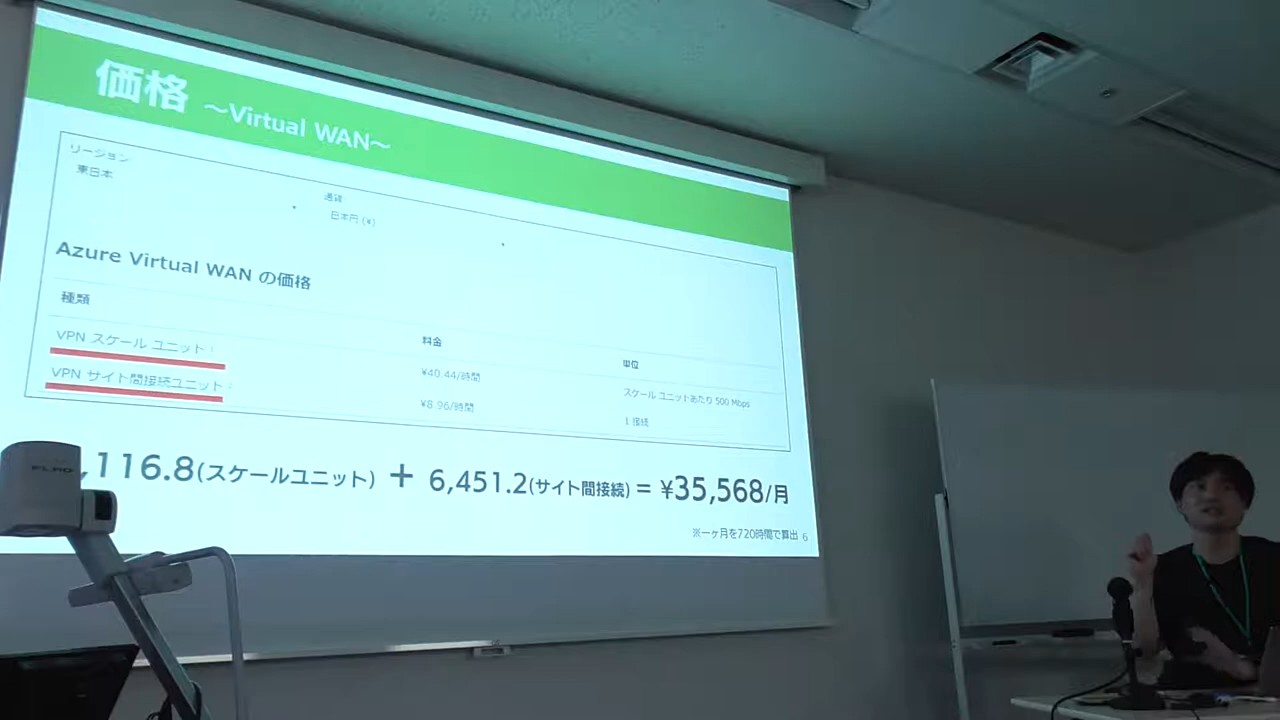 価格 ～Virtual WAN～
リージョン
東日本
通貨
日本円 (¥)
Azure Virtual WAN の価格
種類 料金 単位
VPN スケール ユニット ¥40.44/時間 スケール ユニットあたり 500 Mbps
VPN サイト間接続ユニット ¥8.96/時間 1 接続
,116.8(スケールユニット) + 6,451.2(サイト間接続) = ¥35,568/月
※一ヶ月を720時間で算出 6
ELMO